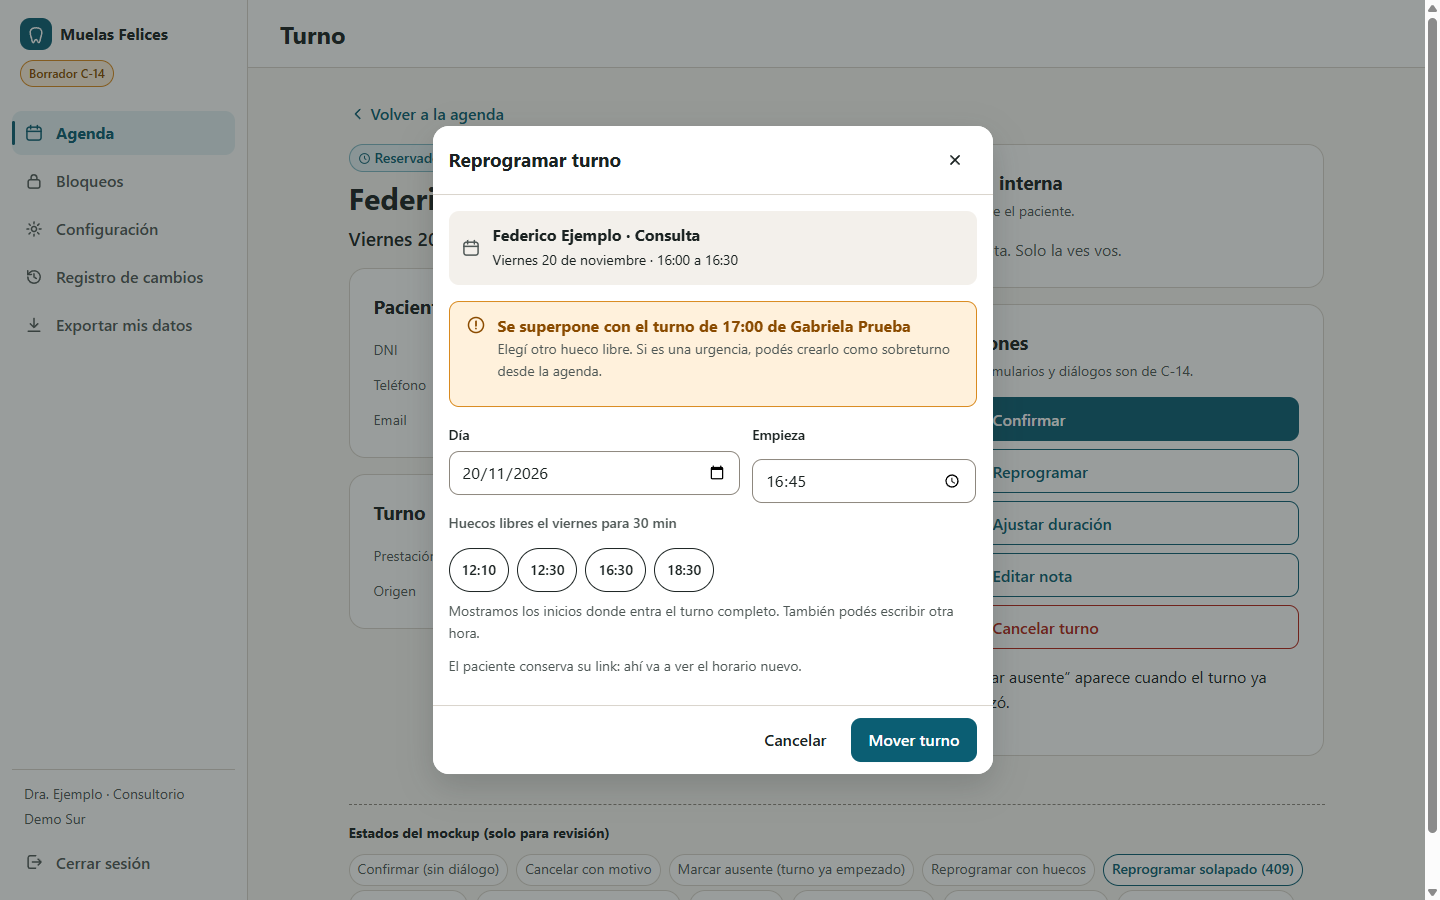 Muelas Felices
Borrador C-14
Agenda
Bloqueos
Configuración
Registro de cambios
Exportar mis datos
Dra. Ejemplo · Consultorio
Demo Sur
Cerrar sesión
Turno
Volver a la agenda
Viernes 20
DNI
Teléfono
Email
Turno
Origen
Reprogramar turno
Federico Ejemplo · Consulta
Viernes 20 de noviembre · 16:00 a 16:30
Se superpone con el turno de 17:00 de Gabriela Prueba
Elegí otro hueco libre. Si es una urgencia, podés crearlo como sobreturno
desde la agenda.
Día
Empieza
20/11/2026
16:45
Huecos libres el viernes para 30 min
12:10
12:30
16:30
18:30
Mostramos los inicios donde entra el turno completo. También podés escribir otra
hora.
El paciente conserva su link: ahí va a ver el horario nuevo.
Cancelar
Mover turno
interna
e el paciente.
ta. Solo la ves vos.
ones
mularios y diálogos son de C-14.
Confirmar
Reprogramar
Ajustar duración
Editar nota
Cancelar turno
ar ausente” aparece cuando el turno ya
zó.
Estados del mockup (solo para revisión)
Confirmar (sin diálogo)
Cancelar con motivo
Marcar ausente (turno ya empezado)
Reprogramar con huecos
Reprogramar solapado (409)